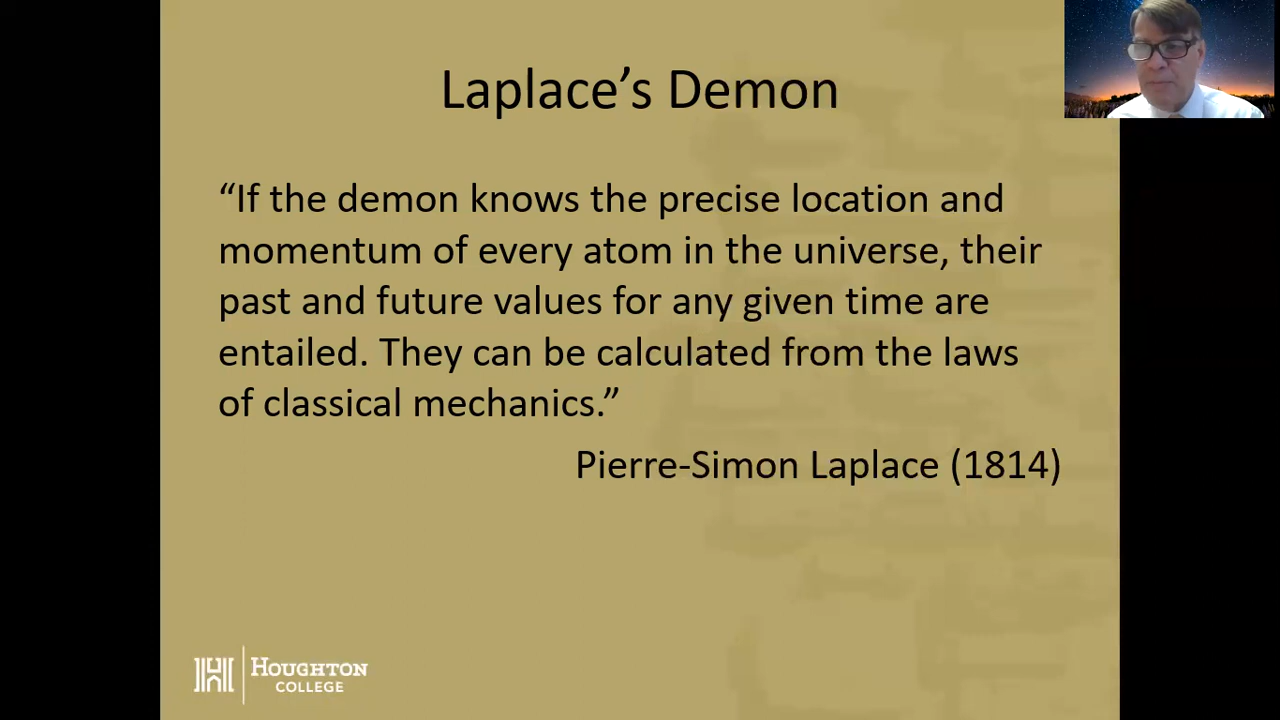 Laplace’s Demon
“If the demon knows the precise location and
momentum of every atom in the universe, their
past and future values for any given time are
entailed. They can be calculated from the laws
of classical mechanics.”
Pierre-Simon Laplace (1814)
HOUGHTON
COLLEGE